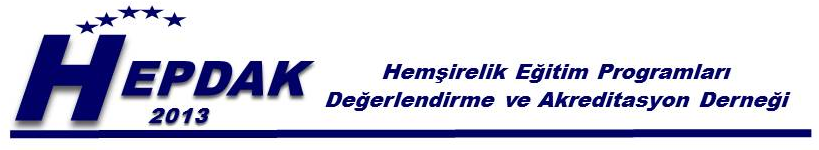 HEPDAK
2013
Hemşirelik Eğitim Programları
Değerlendirme ve Akreditasyon Derneği